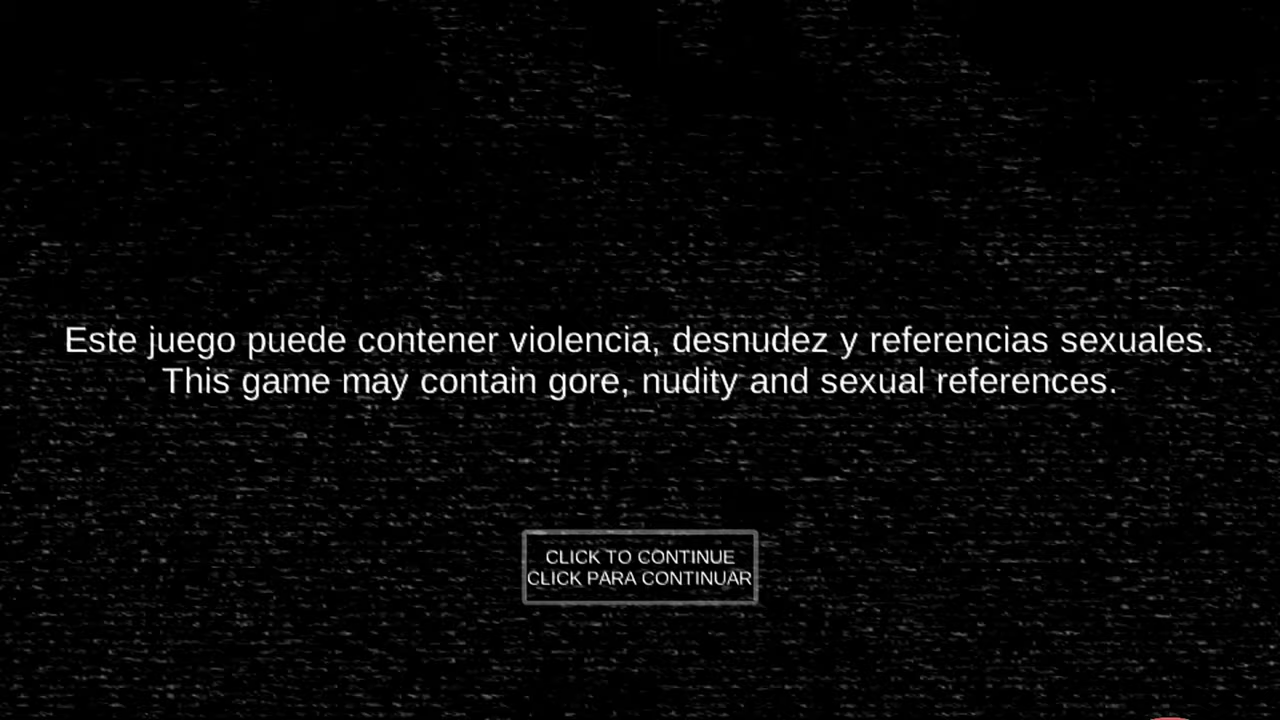 Este juego puede contener violencia, desnudez y referencias sexuales.
This game may contain gore, nudity and sexual references.
CLICK TO CONTINUE
CLICK PARA CONTINUAR